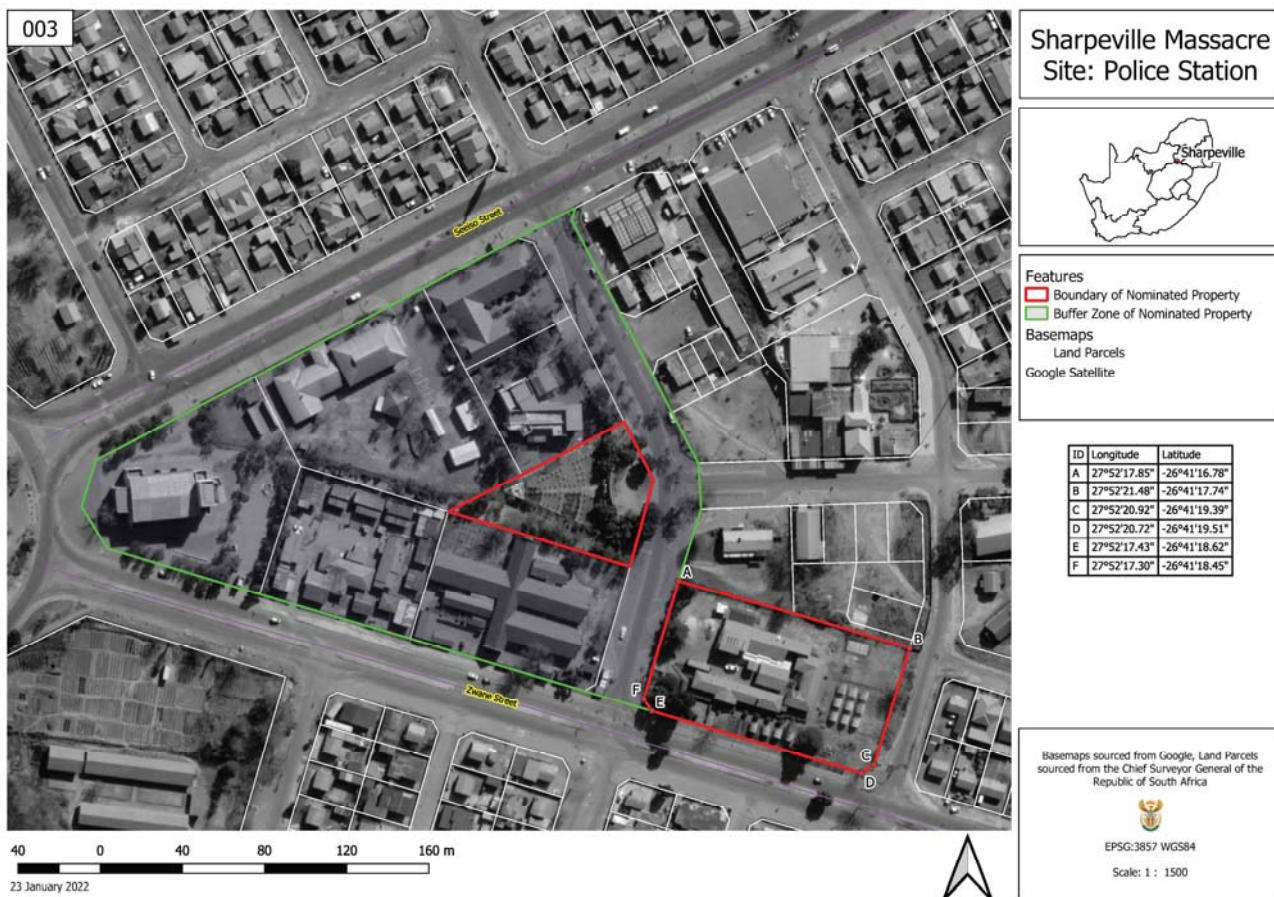 003
Seeiso Street
Zwane Street
A
B
C
D
E
F
40 0 40 80 120 160 m
23 January 2022
Sharpeville Massacre
Site: Police Station
Sharpeville
Features
Boundary of Nominated Property
Buffer Zone of Nominated Property
Basemaps
Land Parcels
Google Satellite
ID Longitude Latitude
A 27°52'17.85" -26°41'16.78"
B 27°52'21.48" -26°41'17.74"
C 27°52'20.92" -26°41'19.39"
D 27°52'20.72" -26°41'19.51"
E 27°52'17.43" -26°41'18.62"
F 27°52'17.30" -26°41'18.45"
Basemaps sourced from Google, Land Parcels
sourced from the Chief Surveyor General of the
Republic of South Africa
EPSG:3857 WGS84
Scale: 1 : 1500